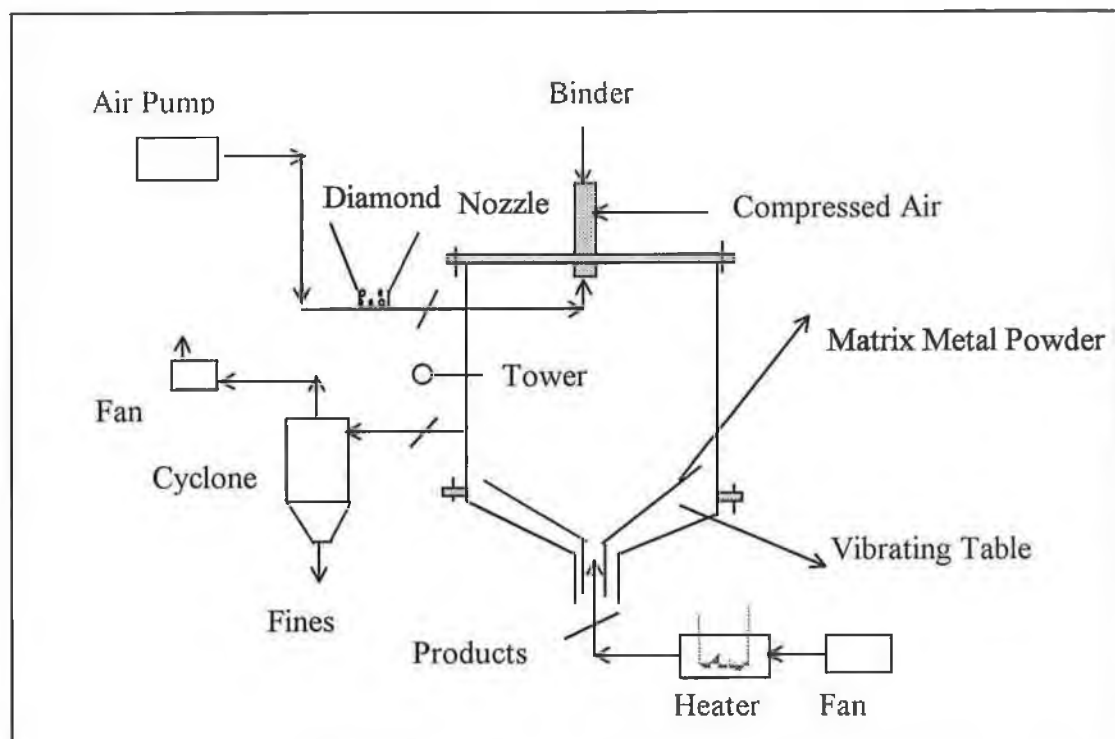 Binder
Air Pump
Diamond
Nozzle
Compressed Air
Matrix Metal Powder
Tower
Fan
Cyclone
Vibrating Table
Fines
Products
Heater
Fan